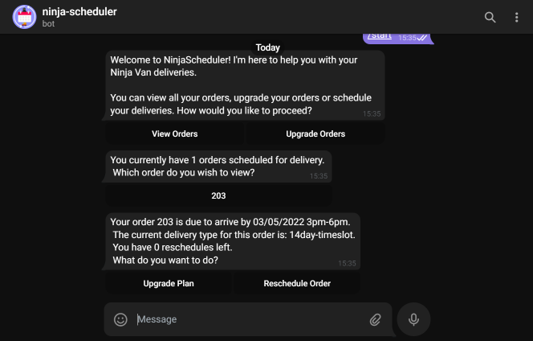 ninja-scheduler
bot
Today
/start 15:35
Welcome to NinjaScheduler! I'm here to help you with your
Ninja Van deliveries.
You can view all your orders, upgrade your orders or schedule
your deliveries. How would you like to proceed?
15:35
View Orders Upgrade Orders
You currently have 1 orders scheduled for delivery.
Which order do you wish to view?
15:35
203
Your order 203 is due to arrive by 03/05/2022 3pm-6pm.
The current delivery type for this order is: 14day-timeslot.
You have 0 reschedules left.
What do you want to do?
15:35
Upgrade Plan Reschedule Order
Message